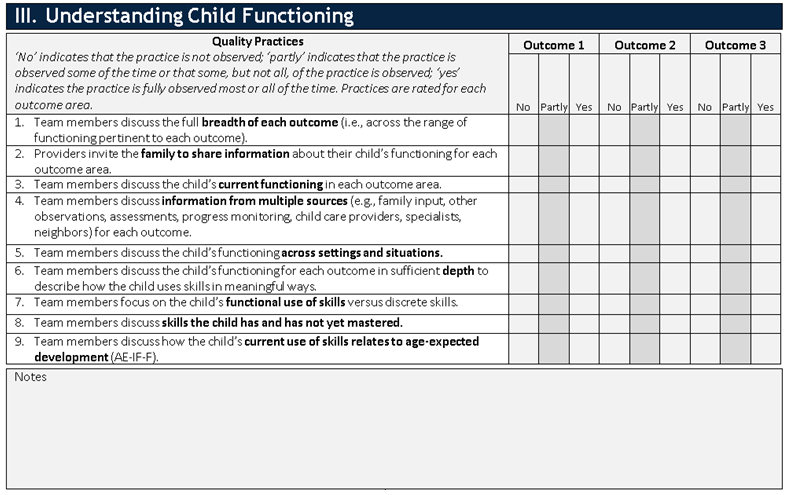 III. Understanding Child Functioning
Quality Practices
'No' indicates that the practice is not observed; 'partly' indicates that the practice is
observed some of the time or that some, but not all, of the practice is observed; 'yes'
indicates the practice is fully observed most or all of the time. Practices are rated for each
outcome area.
Outcome 1 Outcome 2 Outcome 3
No Partly Yes No Partly Yes No Partly Yes
1. Team members discuss the full breadth of each outcome (i.e., across the range of
functioning pertinent to each outcome).
2. Providers invite the family to share information about their child's functioning for each
outcome area.
3. Team members discuss the child's current functioning in each outcome area.
4. Team members discuss information from multiple sources (e.g., family input, other
observations, assessments, progress monitoring, child care providers, specialists,
neighbors) for each outcome.
5. Team members discuss the child's functioning across settings and situations.
6. Team members discuss the child's functioning for each outcome in sufficient depth to
describe how the child uses skills in meaningful ways.
7. Team members focus on the child's functional use of skills versus discrete skills.
8. Team members discuss skills the child has and has not yet mastered.
9. Team members discuss how the child's current use of skills relates to age-expected
development (AE-IF-F).
Notes